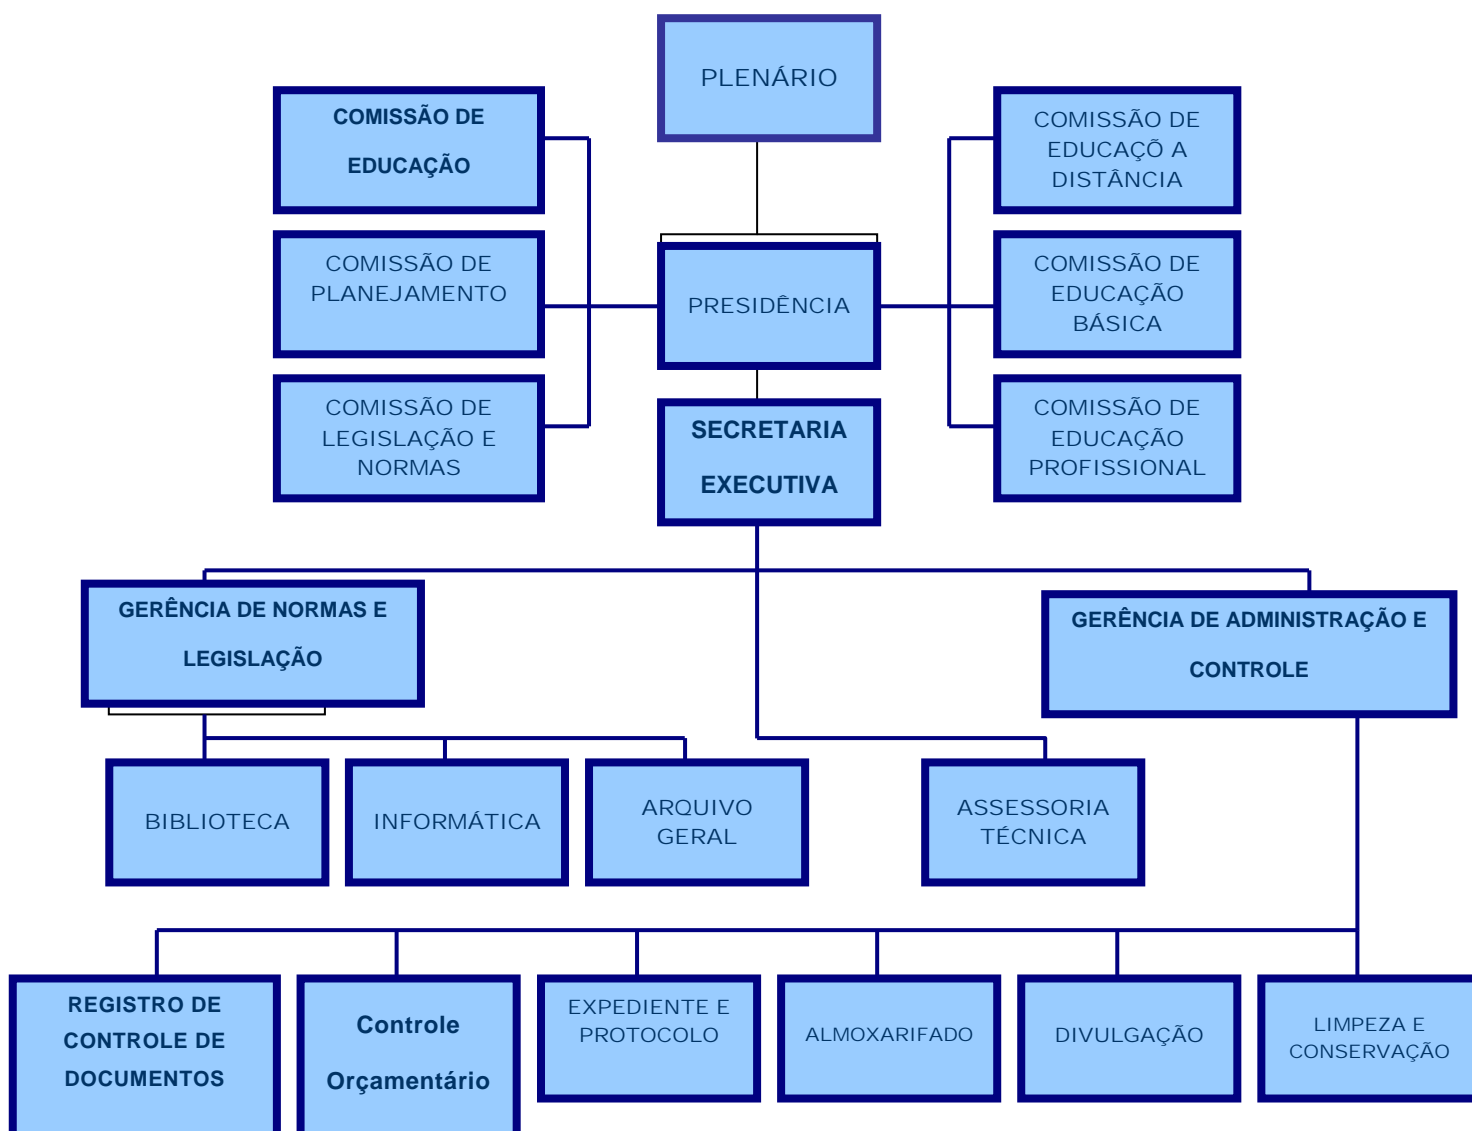 PLENÁRIO
COMISSÃO DE
EDUCAÇÃO
COMISSÃO DE
EDUCAÇÕ A
DISTÂNCIA
COMISSÃO DE
PLANEJAMENTO
PRESIDÊNCIA
COMISSÃO DE
EDUCAÇÃO
BÁSICA
COMISSÃO DE
LEGISLAÇÃO E
NORMAS
SECRETARIA
EXECUTIVA
COMISSÃO DE
EDUCAÇÃO
PROFISSIONAL
GERÊNCIA DE NORMAS E
LEGISLAÇÃO
GERÊNCIA DE ADMINISTRAÇÃO E
CONTROLE
BIBLIOTECA
INFORMÁTICA
ARQUIVO
GERAL
ASSESSORIA
TÉCNICA
REGISTRO DE
CONTROLE DE
DOCUMENTOS
Controle
Orçamentário
EXPEDIENTE E
PROTOCOLO
ALMOXARIFADO
DIVULGAÇÃO
LIMPEZA E
CONSERVAÇÃO